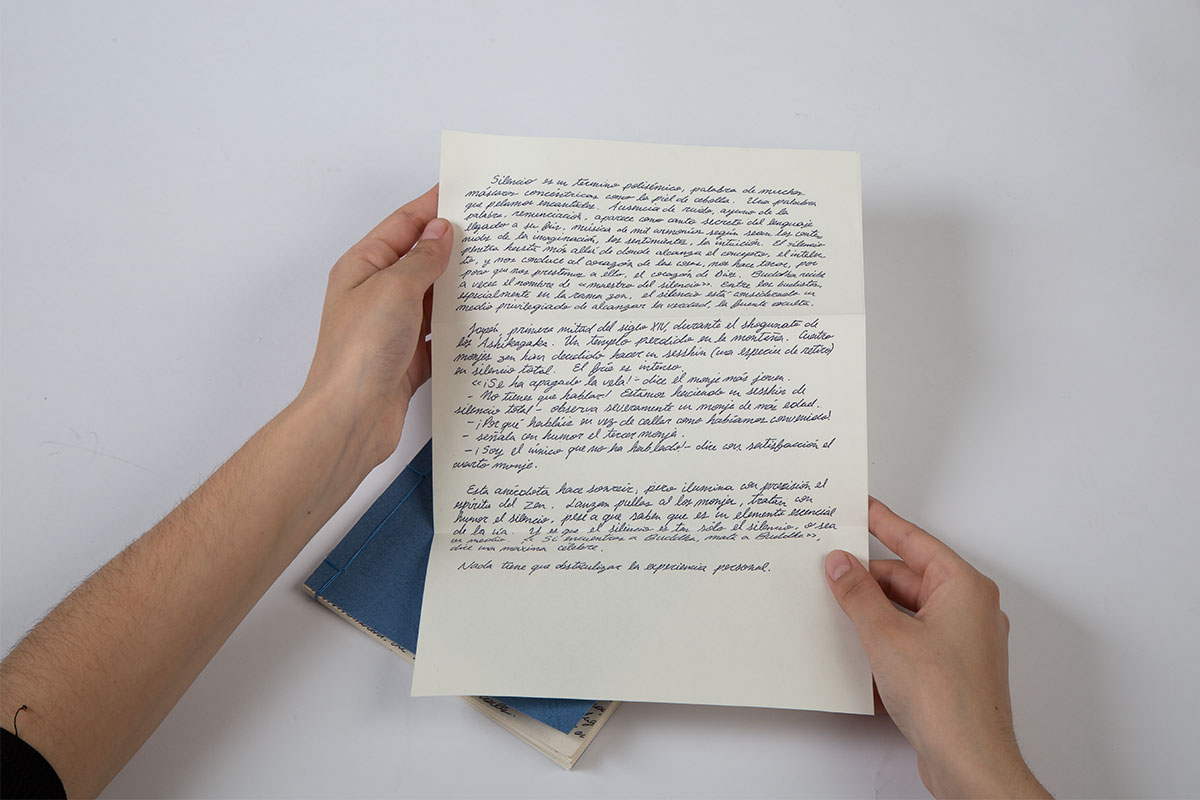 Silencio es un término polisémico, palabra de muchas
máscaras concéntricas como la piel de cebolla. Una palabra
que pelamos encantados. Ausencia de ruido, ayuno de la
palabra, renunciación, aparece como canto secreto del lenguaje
llegado a su fin, música de mil armonías según sean los conte
nidos de la imaginación, los sentimientos, la intuición. El silencio
penetra hasta más allá de donde alcanza el concepto, el intelec
to, y nos conduce al corazón de las cosas, nos hace tocar, por
poco que nos prestemos a ello, el corazón de Dios. Buddha recibe
a veces el nombre de «maestro del silencio». Entre los budistas,
especialmente en la rama zen, el silencio está considerado un
medio privilegiado de alcanzar la verdad, la fuente oculta.
Japón, primera mitad del siglo XIV, durante el shogunato de
los Ashikagaka. Un templo perdido en la montaña. Cuatro
monjes zen han decidido hacer un sesshin (una especie de retiro)
en silencio total. El frío es intenso.
«¡Se ha apagado la vela! - dice el monje más joven.
- No tienes que hablar! Estamos haciendo un sesshin de
silencio total - observa severamente un monje de más edad.
- ¡Por qué habláis en vez de callar como habíamos convenido!
- señala con humor el tercer monje.
- ¡Soy el único que no ha hablado! - dice con satisfacción el
cuarto monje.
Esta anécdota hace sonreír, pero ilumina con precisión el
espíritu del zen. Lanzan pullas al los monjes, tratan con
humor el silencio, pese a que saben que es un elemento esencial
de la vía. Y es que el silencio es tan sólo el silencio, o sea
un medio. « Si encuentras a Buddha, mata a Buddha»,
dice una maxima célebre.
Nada tiene que obstaculizar la experiencia personal.